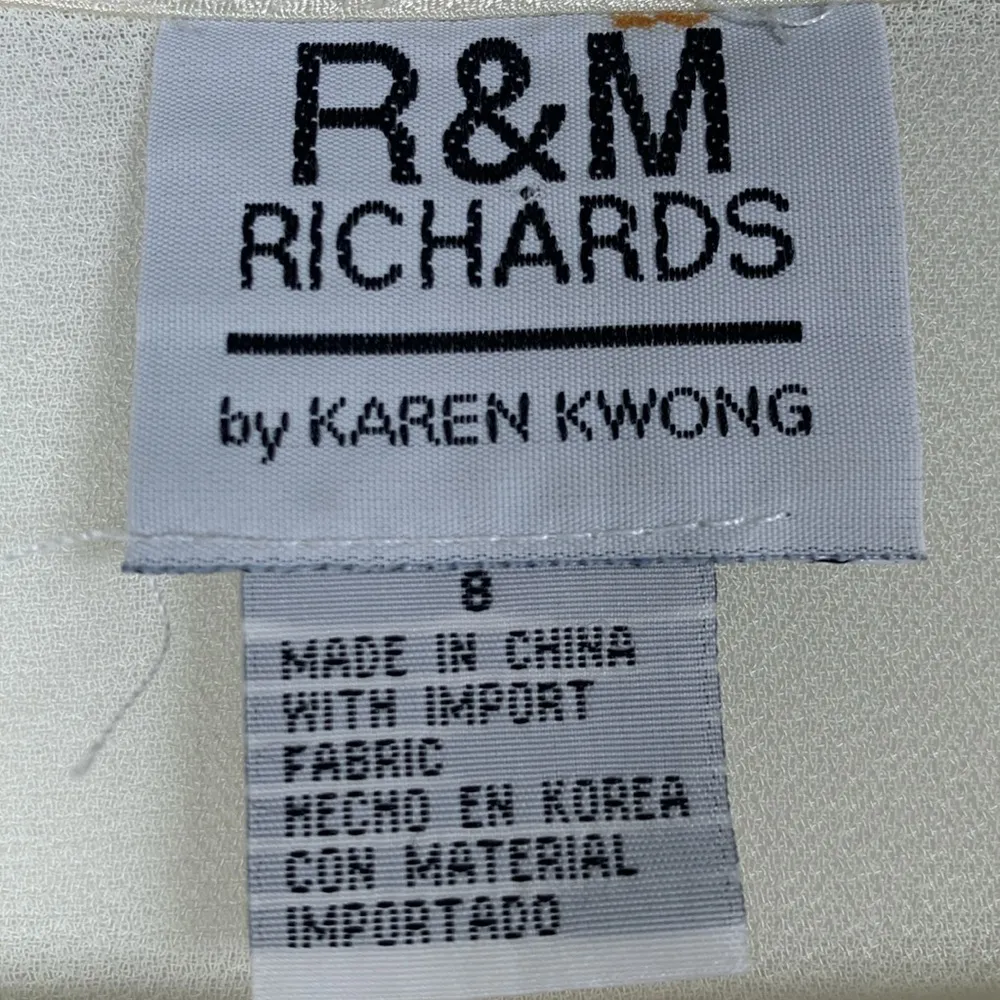 R&M
RICHARDS
by KAREN KWONG
8
MADE IN CHINA
WITH IMPORT
FABRIC
HECHO EN KOREA
CON MATERIAL
IMPORTADO